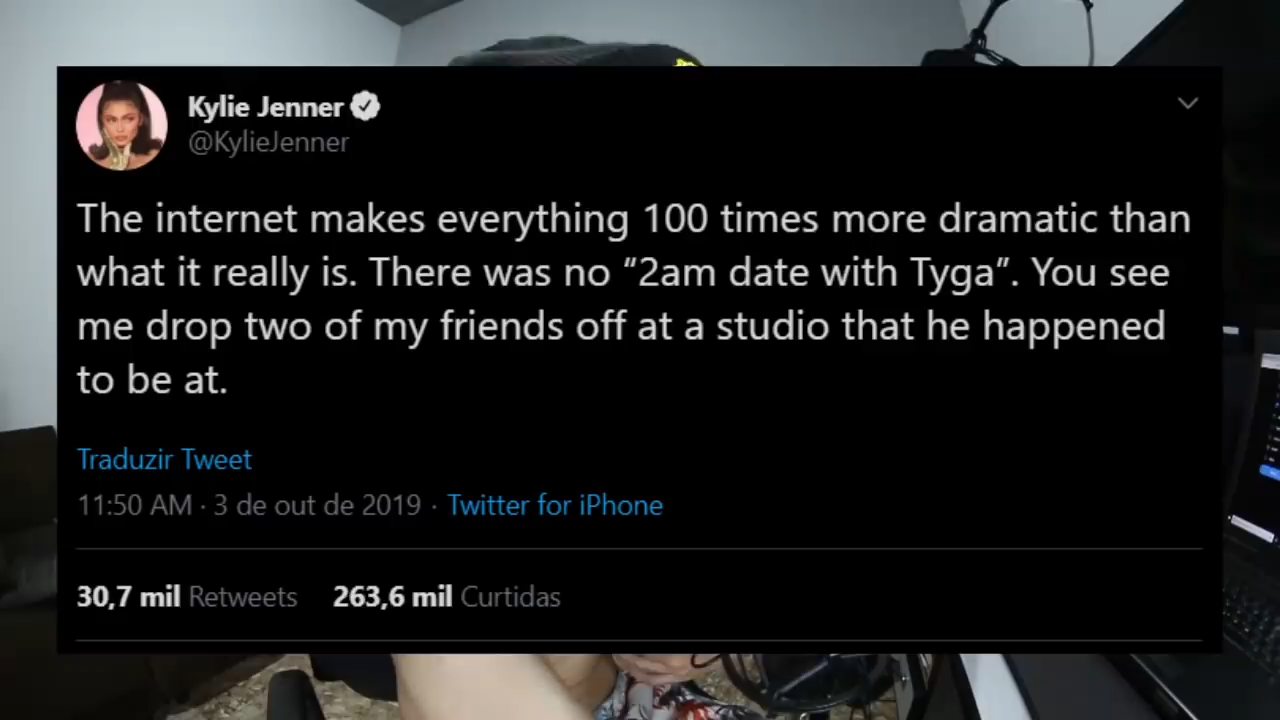 Kylie Jenner
@KylieJenner
The internet makes everything 100 times more dramatic than
what it really is. There was no “2am date with Tyga”. You see
me drop two of my friends off at a studio that he happened
to be at.
Traduzir Tweet
11:50 AM · 3 de out de 2019 · Twitter for iPhone
30,7 mil Retweets 263,6 mil Curtidas